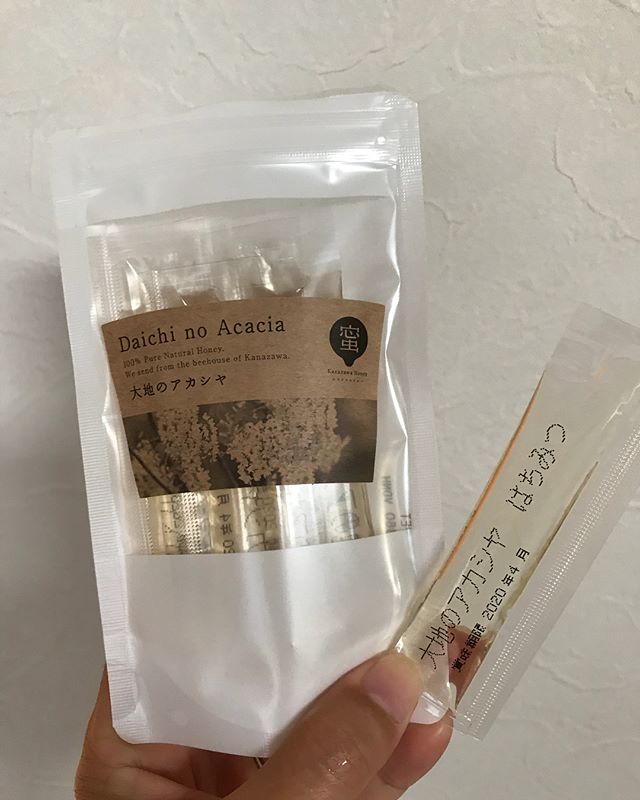 Daichi no Acacia
100% Pure Natural Honey.
We send from the beehouse of Kanazawa.
大地のアカシヤ
蜜
Kanazawa Honey
大地のアカシヤ はちみつ
賞味期限 2020年4月